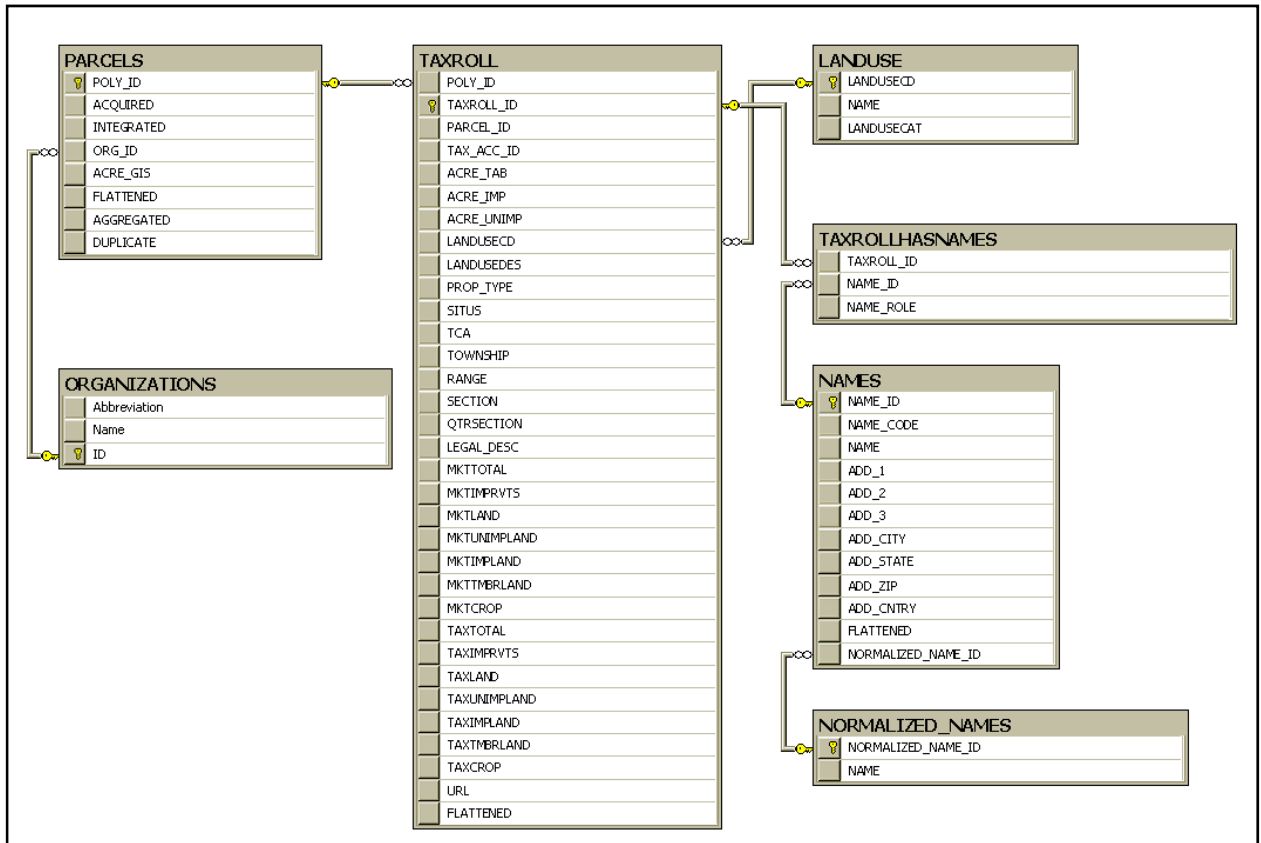 PARCELS
POLY_ID
ACQUIRED
INTEGRATED
ORG_ID
ACRE_GIS
FLATTENED
AGGREGATED
DUPLICATE
ORGANIZATIONS
Abbreviation
Name
ID
TAXROLL
POLY_ID
TAXROLL_ID
PARCEL_ID
TAX_ACC_ID
ACRE_TAB
ACRE_IMP
ACRE_UNIMP
LANDUSECD
LANDUSEDES
PROP_TYPE
SITUS
TCA
TOWNSHIP
RANGE
SECTION
QTRSECTION
LEGAL_DESC
MKTTOTAL
MKTIMPRVTS
MKTLAND
MKTUNIMPLAND
MKTIMPLAND
MKTTMBRLAND
MKTCROP
TAXTOTAL
TAXIMPRVTS
TAXLAND
TAXUNIMPLAND
TAXIMPLAND
TAXTMBRLAND
TAXCROP
URL
FLATTENED
LANDUSE
LANDUSECD
NAME
LANDUSECAT
TAXROLLHASNAMES
TAXROLL_ID
NAME_ID
NAME_ROLE
NAMES
NAME_ID
NAME_CODE
NAME
ADD_1
ADD_2
ADD_3
ADD_CITY
ADD_STATE
ADD_ZIP
ADD_CNTRY
FLATTENED
NORMALIZED_NAME_ID
NORMALIZED_NAMES
NORMALIZED_NAME_ID
NAME